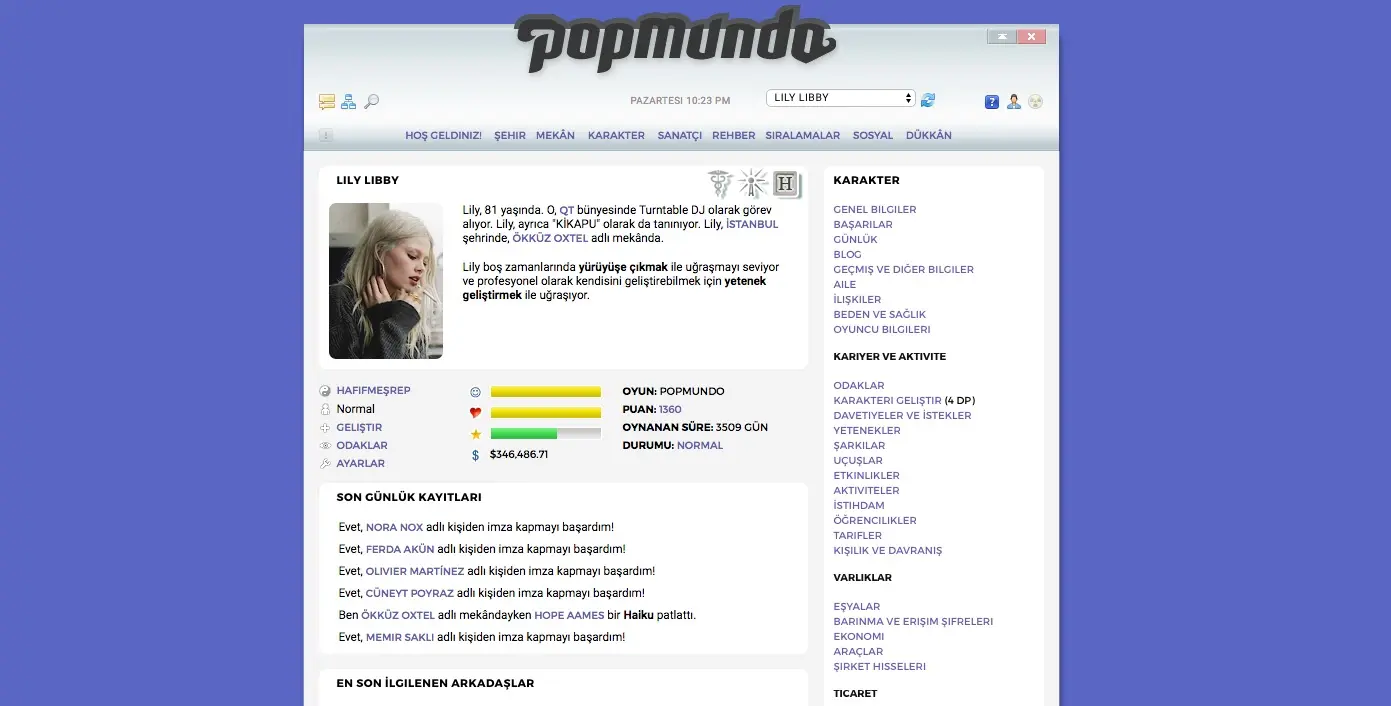 Popmundo
PAZARTESI 10:23 PM
LILY LIBBY
?
HOŞ GELDINIZ! ŞEHIR MEKÂN KARAKTER SANATÇI REHBER SIRALAMALAR SOSYAL DÜKKÂN
LILY LIBBY
H
Lily, 81 yaşında. O, QT bünyesinde Turntable DJ olarak görev
alıyor. Lily, ayrıca "KİKAPU" olarak da tanınıyor. Lily, İSTANBUL
şehrinde, ÖKKÜZ OXTEL adlı mekânda.
Lily boş zamanlarında yürüyüşe çıkmak ile uğraşmayı seviyor
ve profesyonel olarak kendisini geliştirebilmek için yetenek
geliştirmek ile uğraşıyor.
HAFIFMEŞREP
Normal
GELIŞTIR
ODAKLAR
AYARLAR
$ $346,486.71
OYUN: POPMUNDO
PUAN: 1360
OYNANAN SÜRE: 3509 GÜN
DURUMU: NORMAL
SON GÜNLÜK KAYITLARI
Evet, NORA NOX adlı kişiden imza kapmayı başardım!
Evet, FERDA AKÜN adlı kişiden imza kapmayı başardım!
Evet, OLIVIER MARTÍNEZ adlı kişiden imza kapmayı başardım!
Evet, CÜNEYT POYRAZ adlı kişiden imza kapmayı başardım!
Ben ÖKKÜZ OXTEL adlı mekândayken HOPE AAMES bir Haiku patlattı.
Evet, MEMIR SAKLI adlı kişiden imza kapmayı başardım!
EN SON İLGILENEN ARKADAŞLAR
KARAKTER
GENEL BILGILER
BAŞARILAR
GÜNLÜK
BLOG
GEÇMIŞ VE DIĞER BILGILER
AILE
İLIŞKILER
BEDEN VE SAĞLIK
OYUNCU BILGILERI
KARIYER VE AKTIVITE
ODAKLAR
KARAKTERI GELIŞTIR (4 DP)
DAVETIYELER VE İSTEKLER
YETENEKLER
ŞARKILAR
UÇUŞLAR
ETKINLIKLER
AKTIVITELER
İSTIHDAM
ÖĞRENCILIKLER
TARIFLER
KIŞILIK VE DAVRANIŞ
VARLIKLAR
EŞYALAR
BARINMA VE ERIŞIM ŞIFRELERI
EKONOMI
ARAÇLAR
ŞIRKET HISSELERI
TICARET